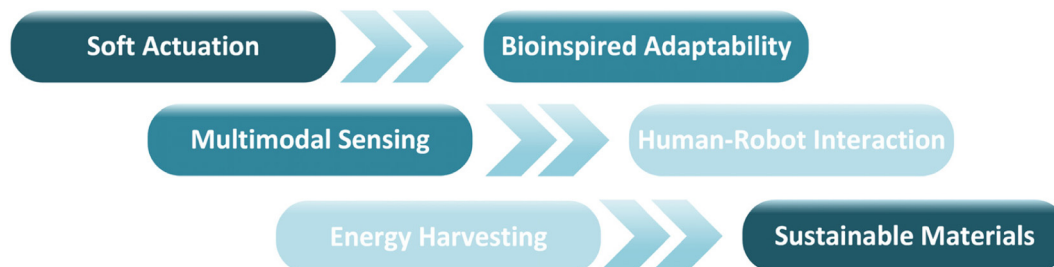 Soft Actuation Bioinspired Adaptability
Multimodal Sensing Human-Robot Interaction
Energy Harvesting Sustainable Materials